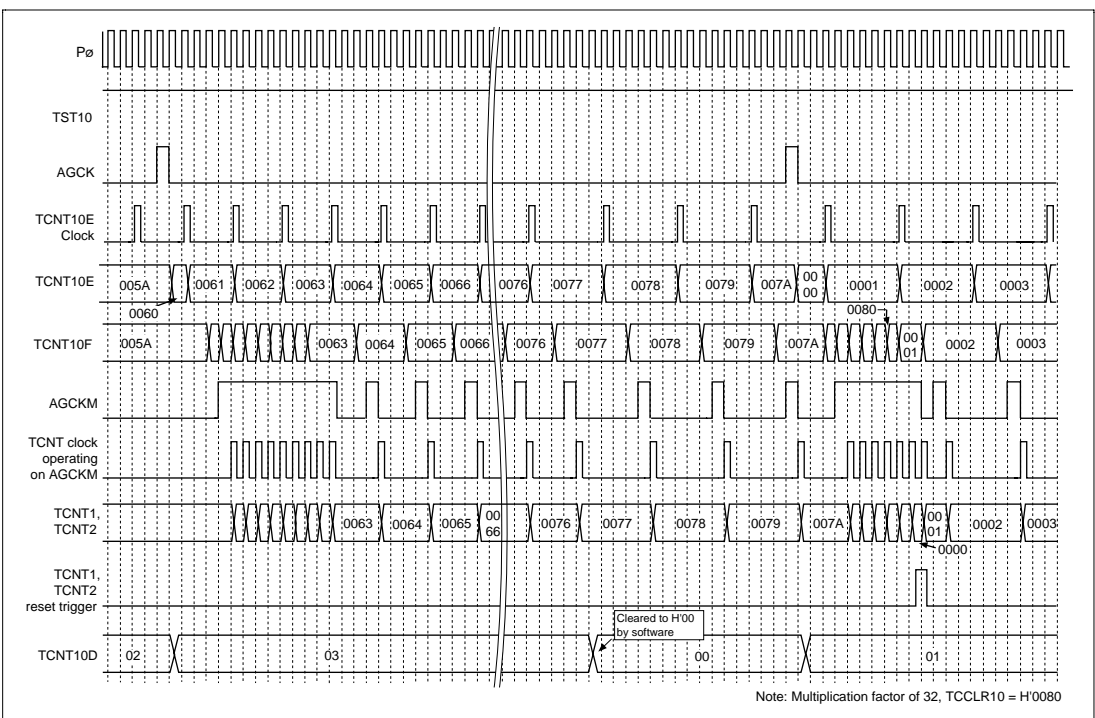 Pø
TST10
AGCK
TCNT10E
Clock
TCNT10E
005A 0061 0062 0063 0064 0065 0066 0076 0077 0078 0079 007A 00 0001 0002 0003
00
0060
0080
TCNT10F
005A 0063 0064 0065 0066 0076 0077 0078 0079 007A 00 0002 0003
01
AGCKM
TCNT clock
operating
on AGCKM
TCNT1,
TCNT2
0063 0064 0065 00 0076 0077 0078 0079 007A 00 0002 0003
66 01
0000
TCNT1,
TCNT2
reset trigger
Cleared to H'00
by software
TCNT10D
02 03 00 01
Note: Multiplication factor of 32, TCCLR10 = H'0080